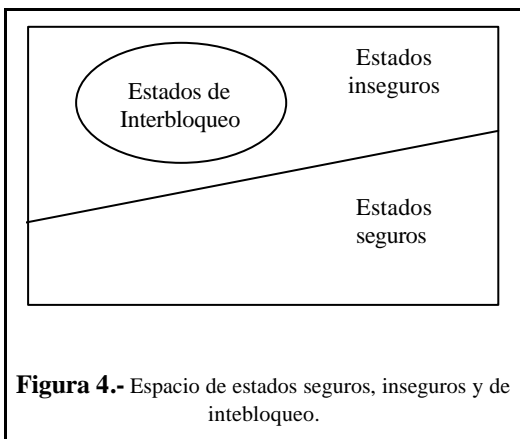 Estados
inseguros
Estados de
Interbloqueo
Estados
seguros
Figura 4.- Espacio de estados seguros, inseguros y de
intebloqueo.